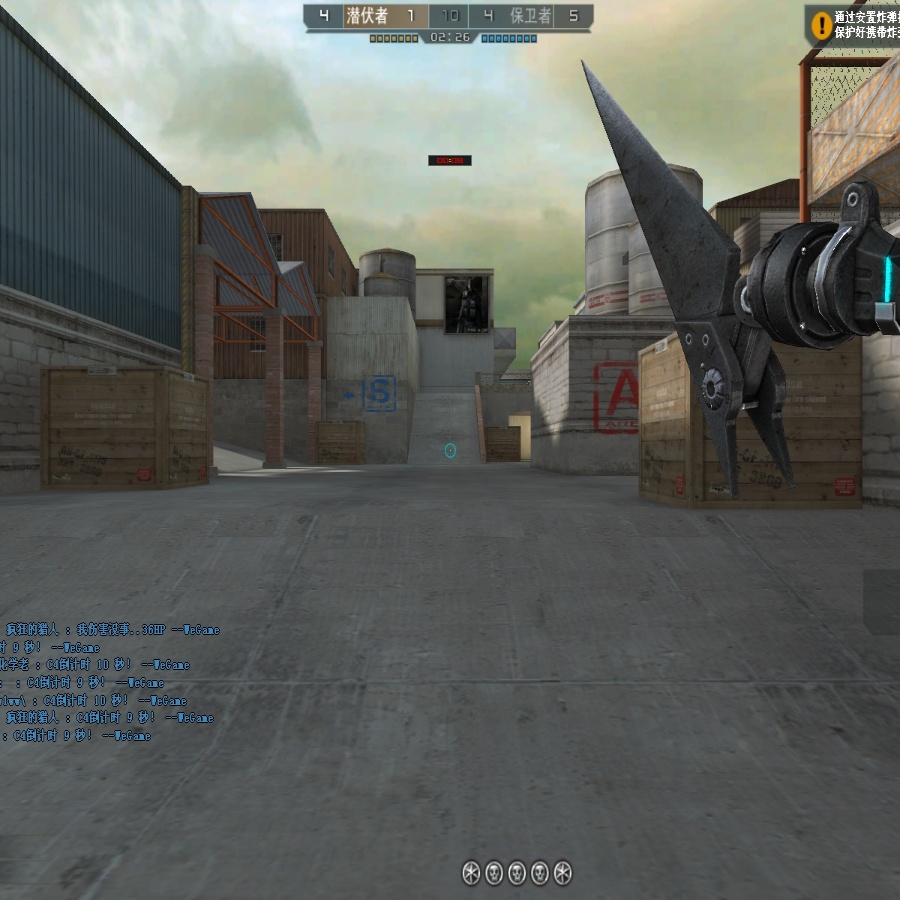 4 潜伏者 1 10 4 保卫者 5
02:26
通过安置炸弹
保护好携带炸
S
A
疯狂的猎人 : 我伤害没事..36HP --WeGame
时 9 秒! --WeGame
化学老 : C4倒计时 10 秒! --WeGame
: : C4倒计时 9 秒! --WeGame
\ : C4倒计时 10 秒! --WeGame
疯狂的猎人 : C4倒计时 9 秒! --WeGame
: C4倒计时 9 秒! --WeGame